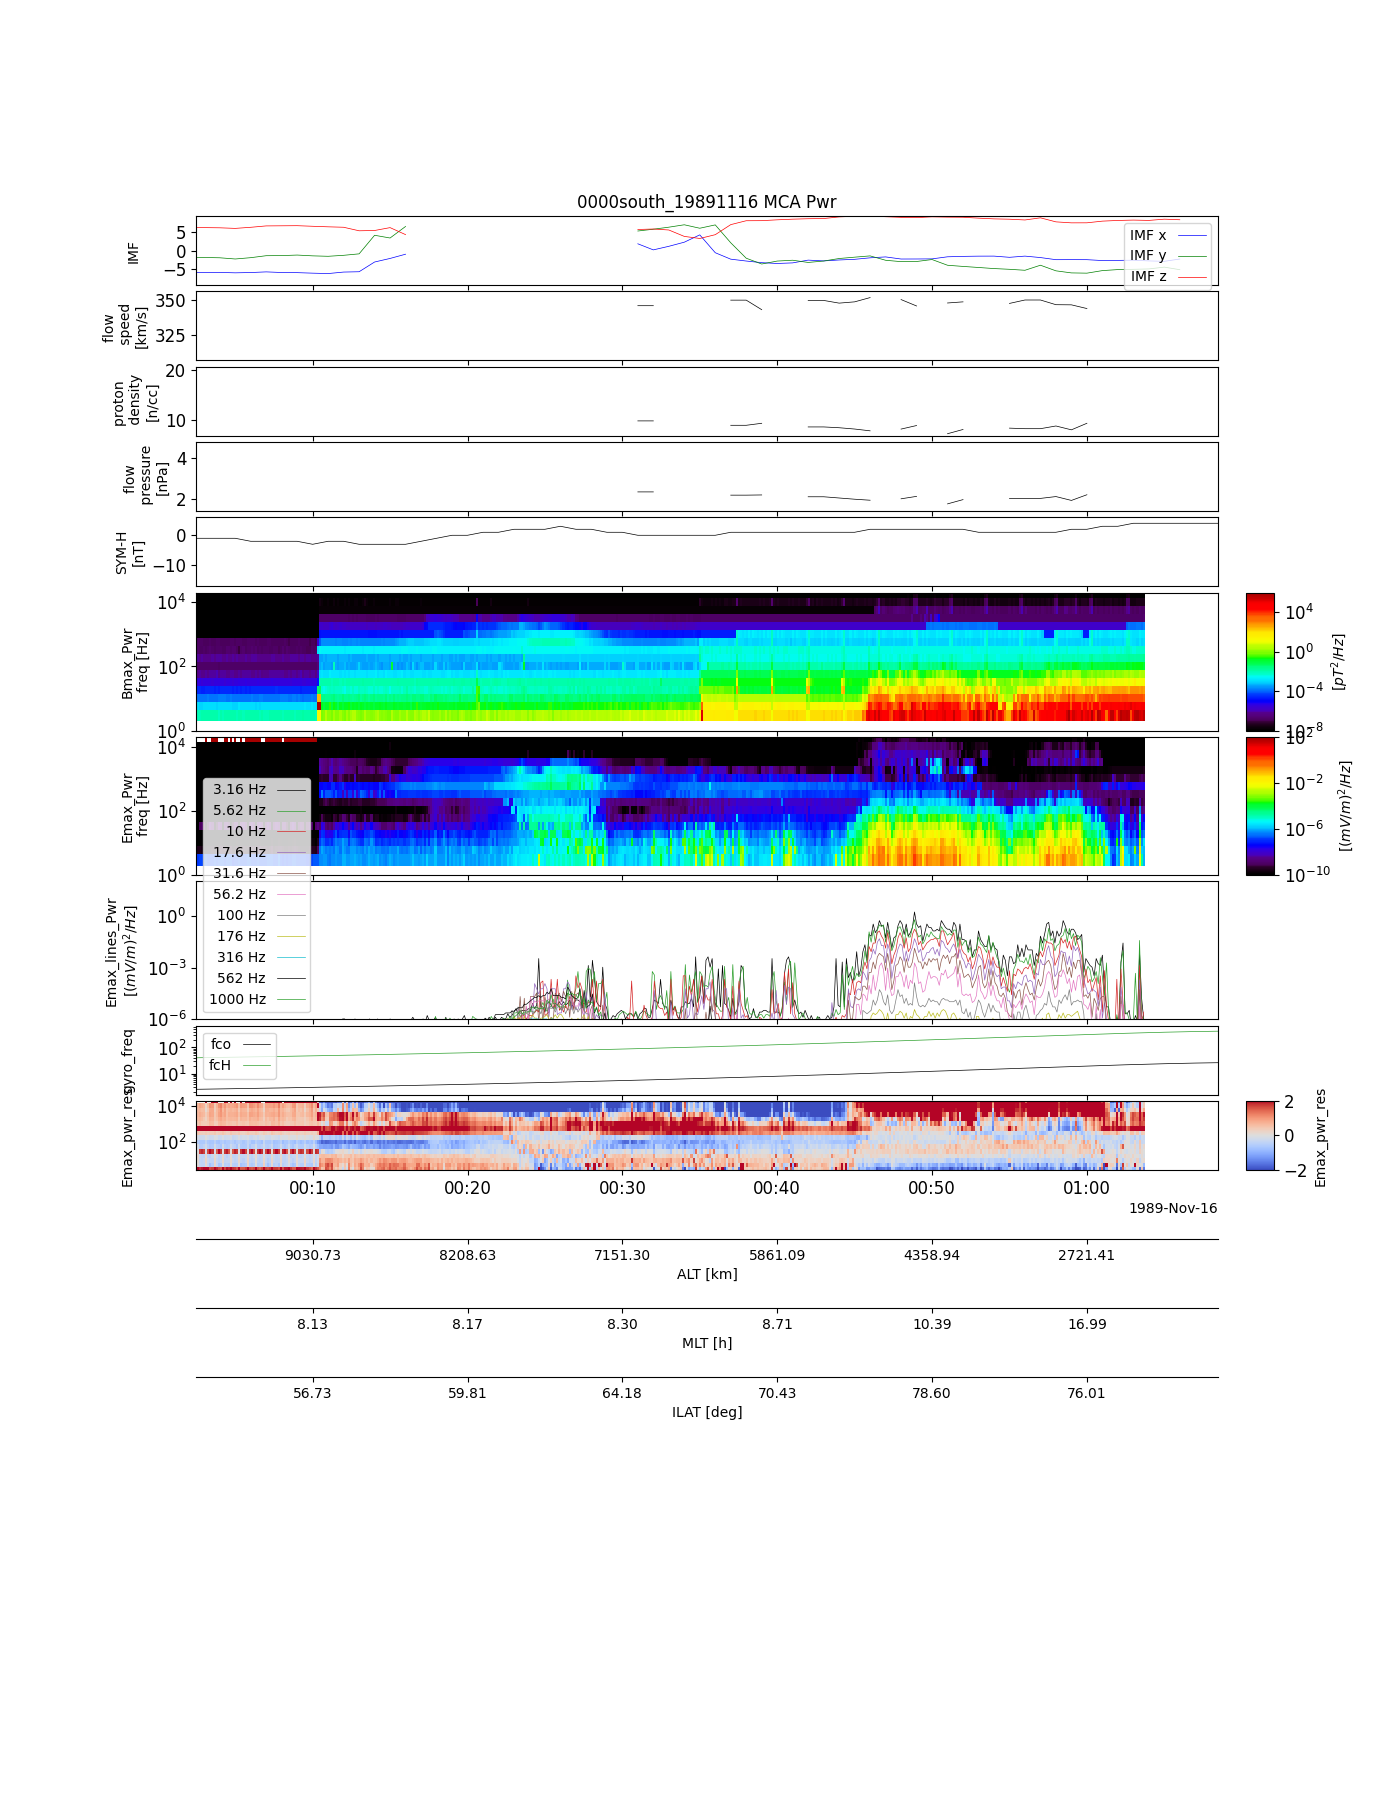 0000south_19891116 MCA Pwr
IMF
5
0
−5
IMF x
IMF y
IMF z
flow
speed
[km/s]
350
325
proton
density
[n/cc]
20
10
flow
pressure
[nPa]
4
2
SYM-H
[nT]
0
−10
Bmax_Pwr
freq [Hz]
10^4
10^2
10^0
10^4
10^0
10^−4
10^−8
[pT^2/Hz]
Emax_Pwr
freq [Hz]
10^4
10^2
10^0
10^2
10^−2
10^−6
10^−10
[(mV/m)^2/Hz]
3.16 Hz
5.62 Hz
10 Hz
17.6 Hz
31.6 Hz
56.2 Hz
100 Hz
176 Hz
316 Hz
562 Hz
1000 Hz
Emax_lines_Pwr
[(mV/m)^2/Hz]
10^0
10^−3
10^−6
gyro_freq
10^2
10^1
fco
fcH
Emax_pwr_res
10^4
10^2
2
0
−2
Emax_pwr_res
00:10 00:20 00:30 00:40 00:50 01:00
1989-Nov-16
9030.73 8208.63 7151.30 5861.09 4358.94 2721.41
ALT [km]
8.13 8.17 8.30 8.71 10.39 16.99
MLT [h]
56.73 59.81 64.18 70.43 78.60 76.01
ILAT [deg]